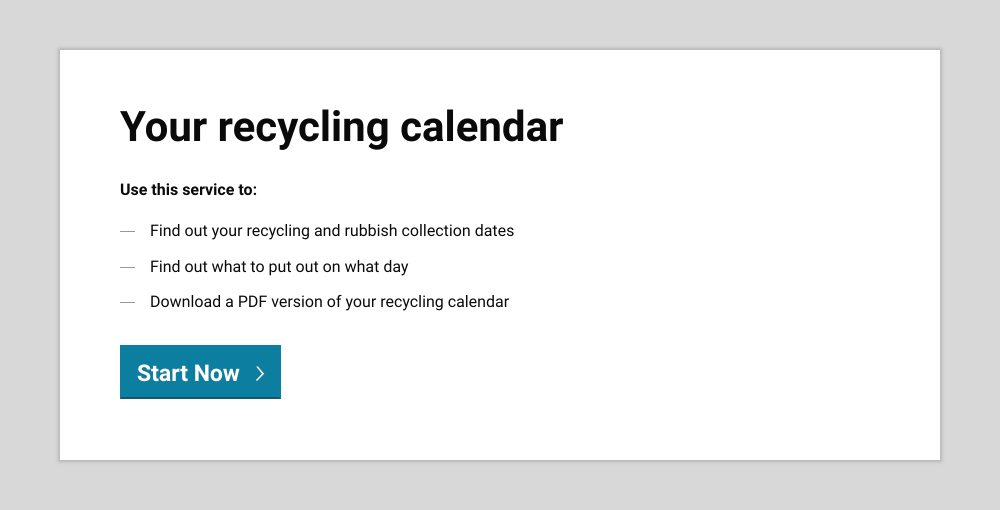 Your recycling calendar
Use this service to:
— Find out your recycling and rubbish collection dates
— Find out what to put out on what day
— Download a PDF version of your recycling calendar
Start Now